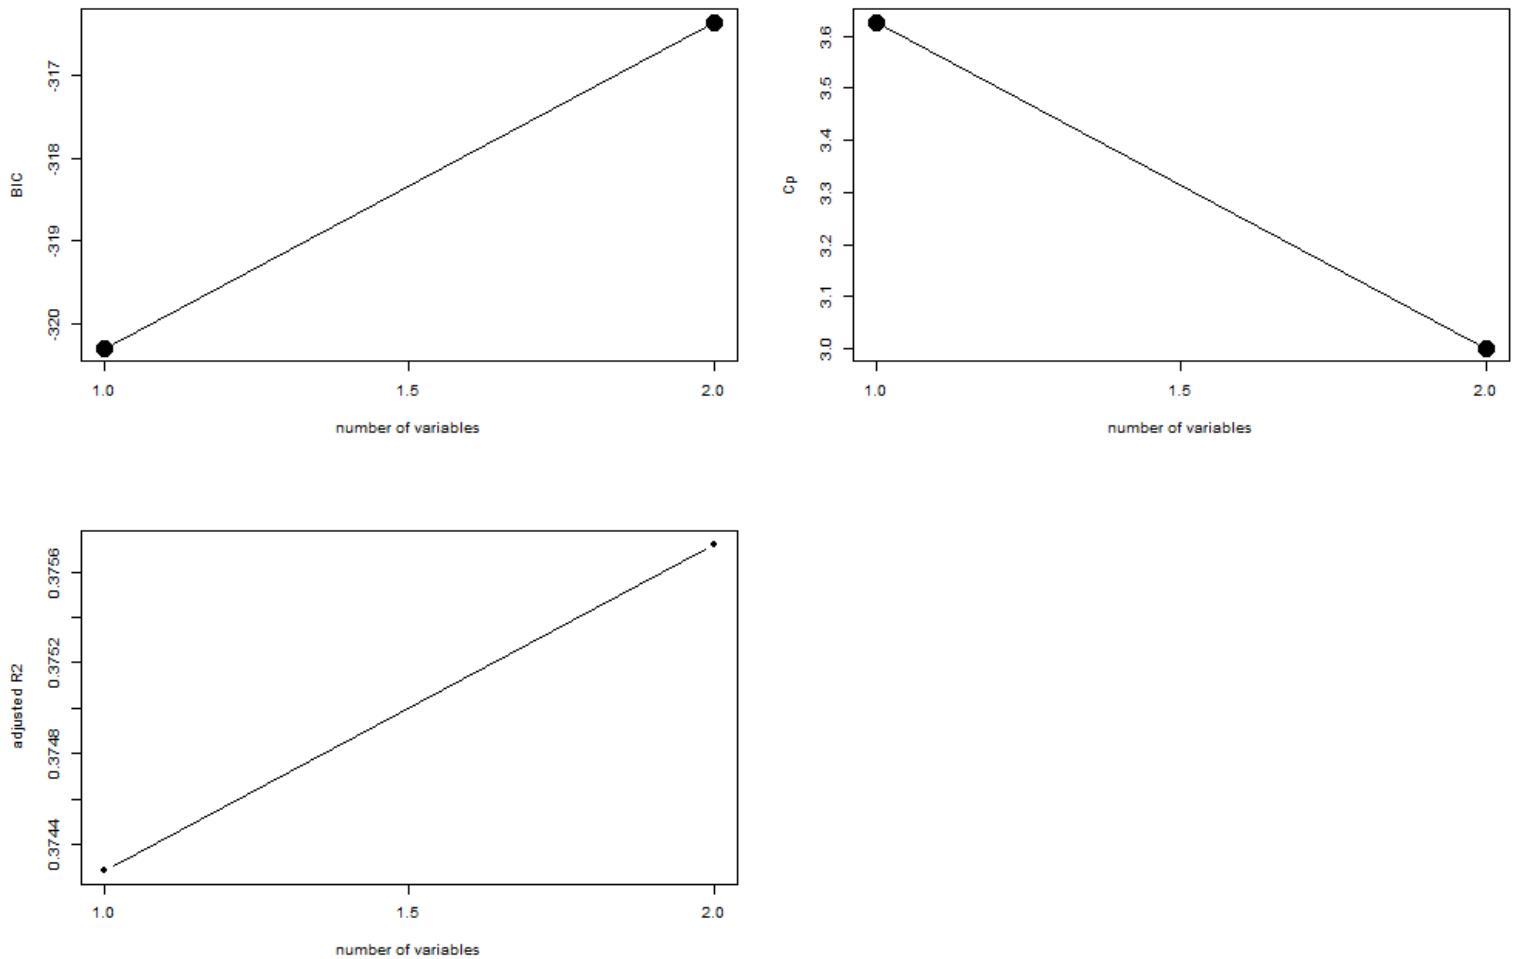 BIC
-317
-318
-319
-320
1.0 1.5 2.0
number of variables
Cp
3.6
3.5
3.4
3.3
3.2
3.1
3.0
1.0 1.5 2.0
number of variables
adjusted R2
0.3756
0.3752
0.3748
0.3744
1.0 1.5 2.0
number of variables